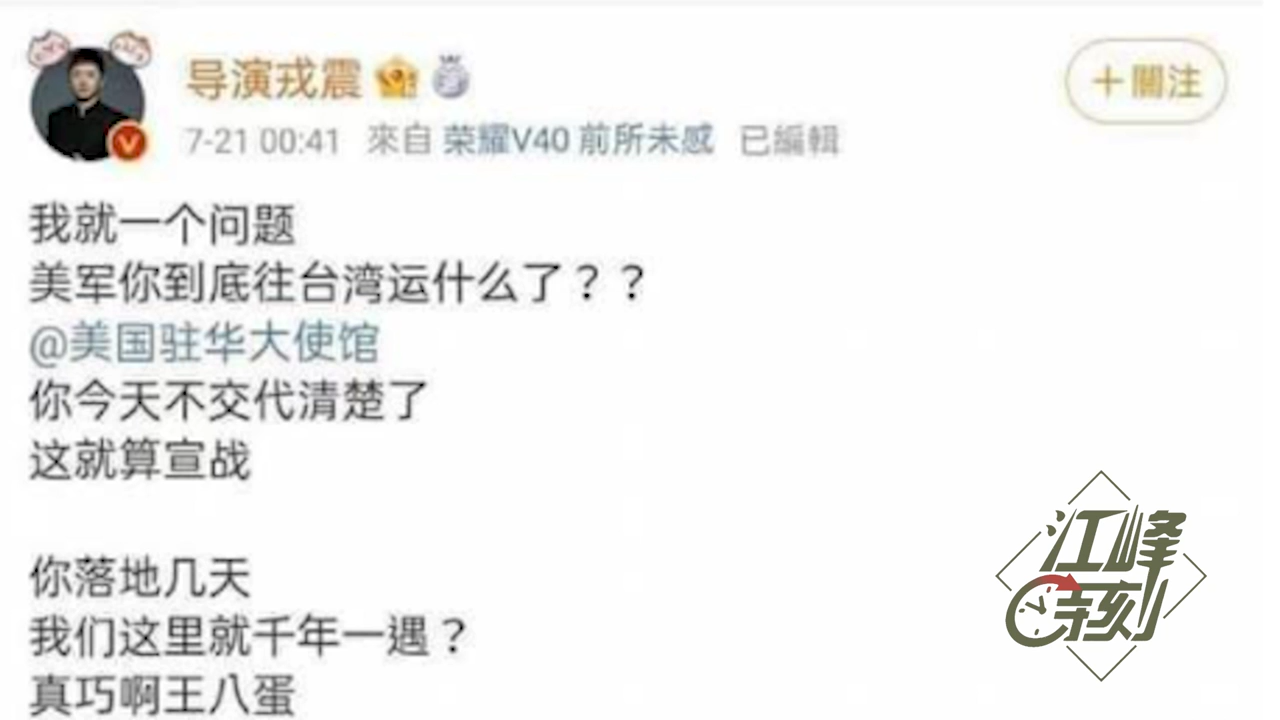 导演戎震
+關注
7-21 00:41 來自 荣耀V40 前所未感 已編輯
我就一个问题
美军你到底往台湾运什么了？？
@美国驻华大使馆
你今天不交代清楚了
这就算宣战
你落地几天
我们这里就千年一遇？
真巧啊王八蛋
江峰
时刻